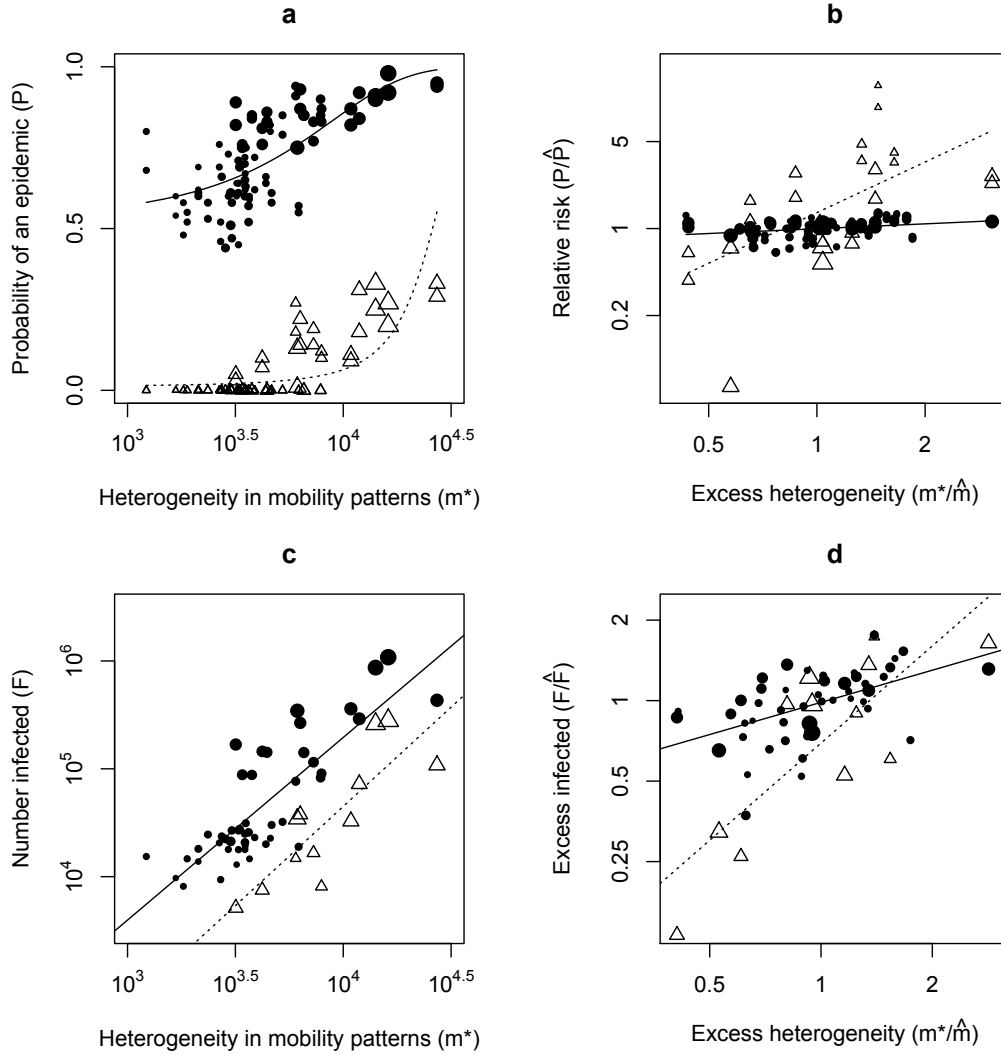 a
Probability of an epidemic (P)
1.0
0.5
0.0
10^3
10^3.5
10^4
10^4.5
Heterogeneity in mobility patterns (m*)
b
Relative risk (P/P̂)
5
1
0.2
0.5
1
2
Excess heterogeneity (m*/m̂)
c
Number infected (F)
10^6
10^5
10^4
10^3
10^3.5
10^4
10^4.5
Heterogeneity in mobility patterns (m*)
d
Excess infected (F/F̂)
2
1
0.5
0.25
0.5
1
2
Excess heterogeneity (m*/m̂)